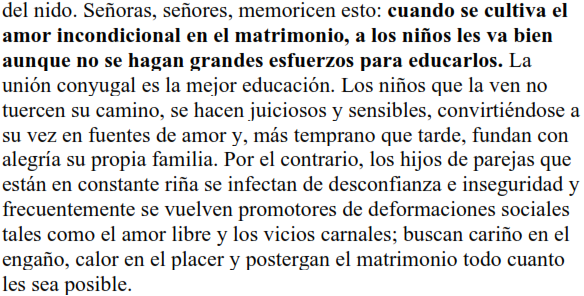 del nido. Señoras, señores, memoricen esto: cuando se cultiva el
amor incondicional en el matrimonio, a los niños les va bien
aunque no se hagan grandes esfuerzos para educarlos. La
unión conyugal es la mejor educación. Los niños que la ven no
tuercen su camino, se hacen juiciosos y sensibles, convirtiéndose a
su vez en fuentes de amor y, más temprano que tarde, fundan con
alegría su propia familia. Por el contrario, los hijos de parejas que
están en constante riña se infectan de desconfianza e inseguridad y
frecuentemente se vuelven promotores de deformaciones sociales
tales como el amor libre y los vicios carnales; buscan cariño en el
engaño, calor en el placer y postergan el matrimonio todo cuanto
les sea posible.